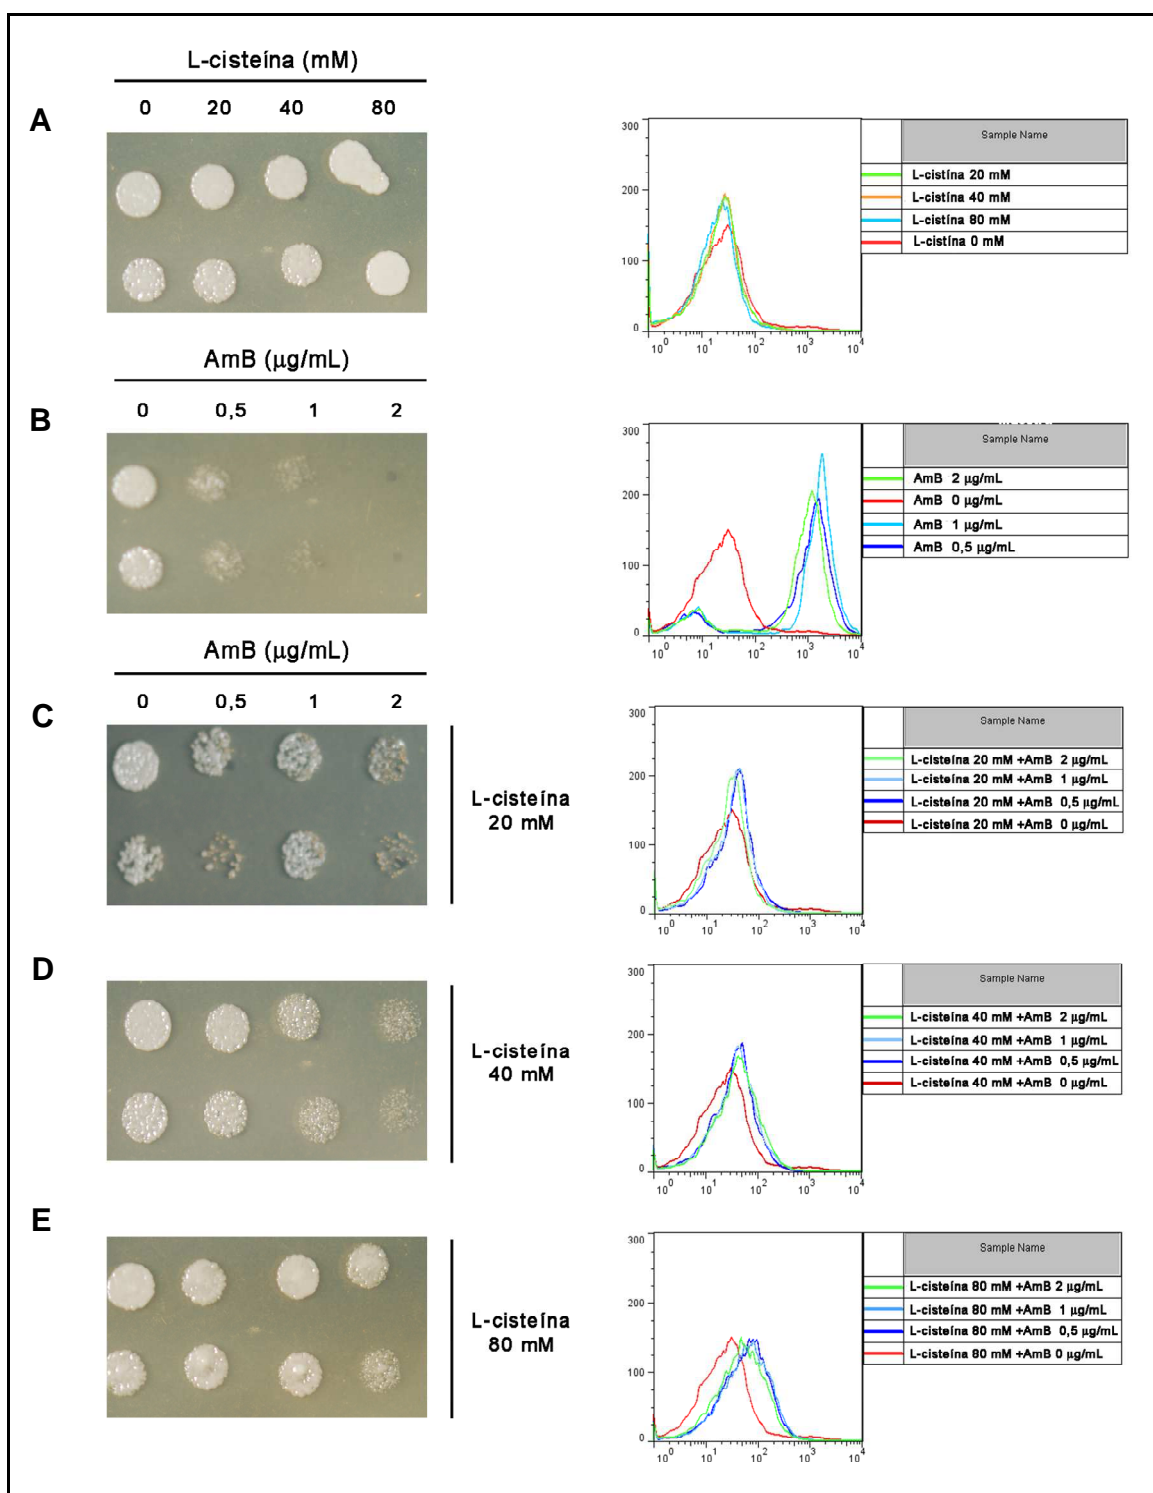 L-cisteína (mM)
0 20 40 80
A
300
200
100
0
10^0 10^1 10^2 10^3 10^4
Sample Name
L-cistína 20 mM
L-cistína 40 mM
L-cistína 80 mM
L-cistína 0 mM
AmB (µg/mL)
0 0,5 1 2
B
300
200
100
0
10^0 10^1 10^2 10^3 10^4
Sample Name
AmB 2 µg/mL
AmB 0 µg/mL
AmB 1 µg/mL
AmB 0,5 µg/mL
AmB (µg/mL)
0 0,5 1 2
C
L-cisteína
20 mM
300
200
100
0
10^0 10^1 10^2 10^3 10^4
Sample Name
L-cisteína 20 mM +AmB 2 µg/mL
L-cisteína 20 mM +AmB 1 µg/mL
L-cisteína 20 mM +AmB 0,5 µg/mL
L-cisteína 20 mM +AmB 0 µg/mL
D
L-cisteína
40 mM
300
200
100
0
10^0 10^1 10^2 10^3 10^4
Sample Name
L-cisteína 40 mM +AmB 2 µg/mL
L-cisteína 40 mM +AmB 1 µg/mL
L-cisteína 40 mM +AmB 0,5 µg/mL
L-cisteína 40 mM +AmB 0 µg/mL
E
L-cisteína
80 mM
300
200
100
0
10^0 10^1 10^2 10^3 10^4
Sample Name
L-cisteína 80 mM +AmB 2 µg/mL
L-cisteína 80 mM +AmB 1 µg/mL
L-cisteína 80 mM +AmB 0,5 µg/mL
L-cisteína 80 mM +AmB 0 µg/mL